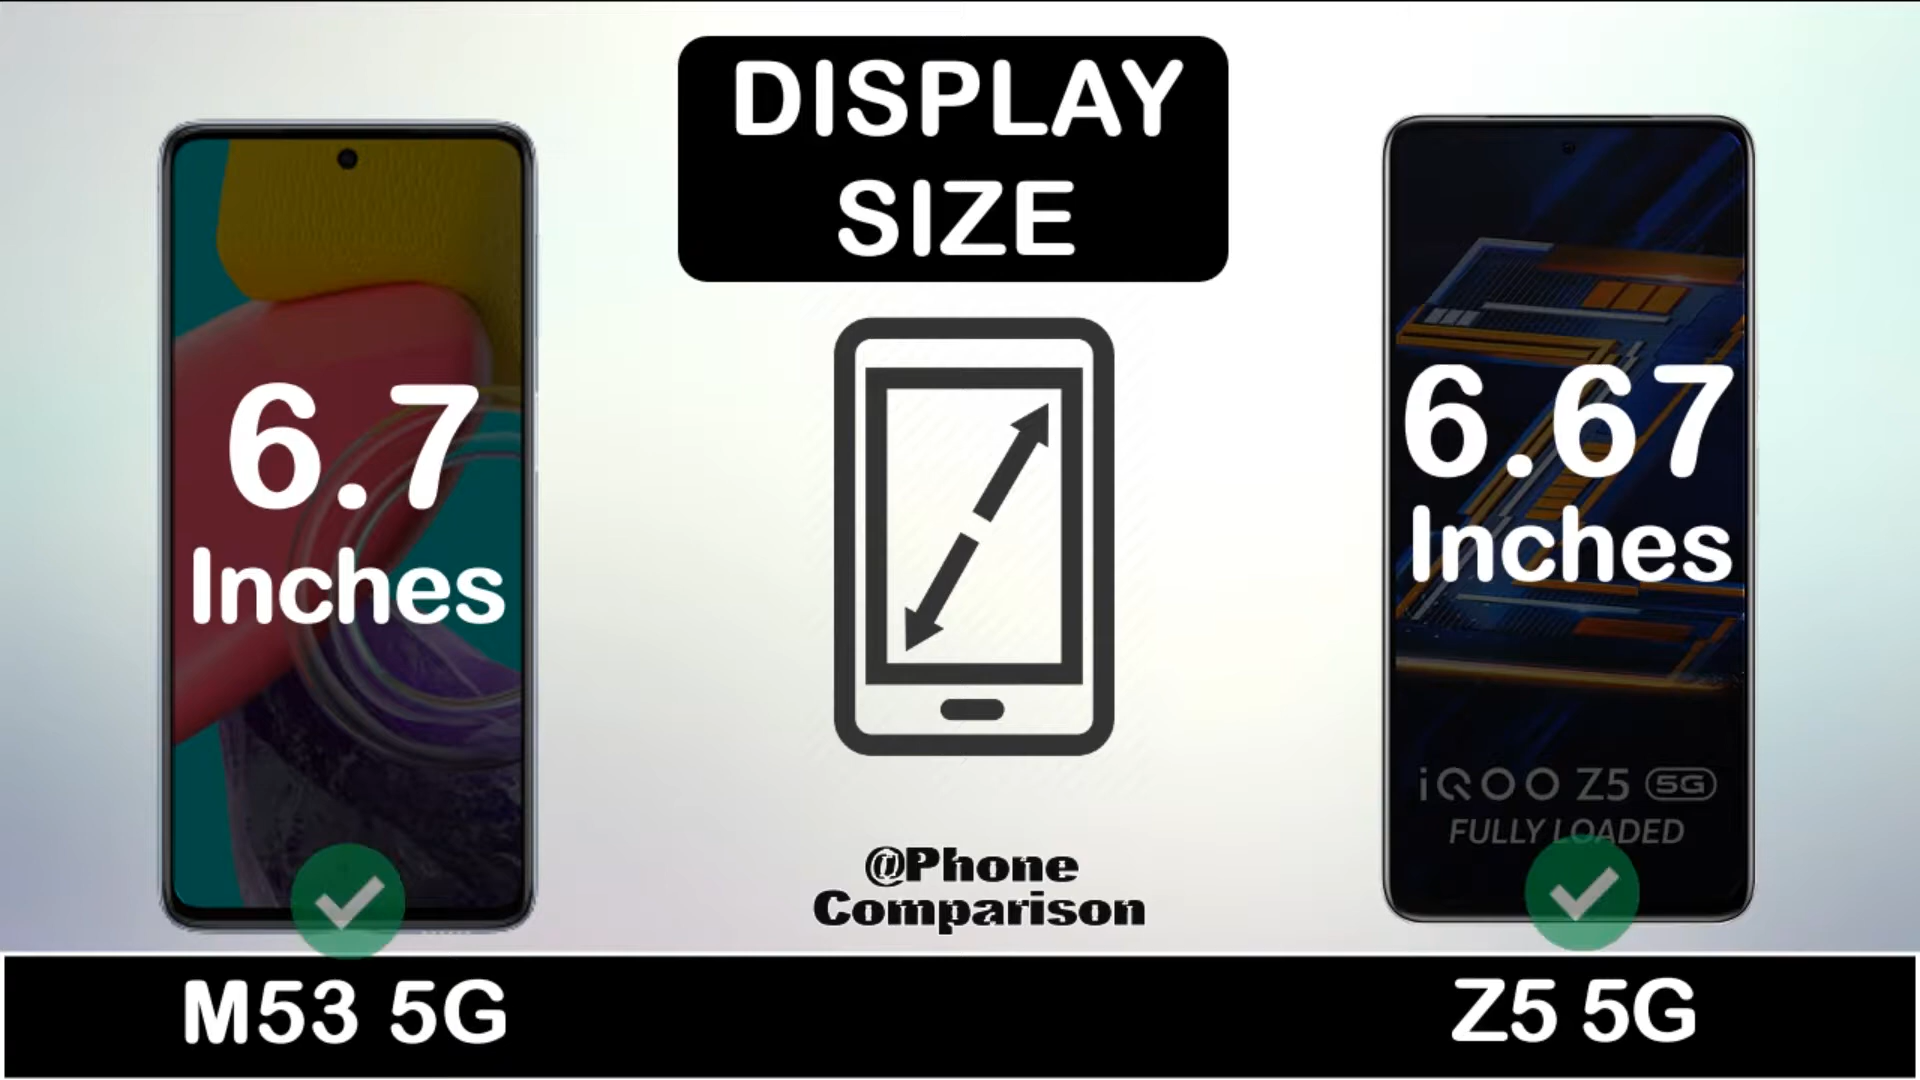 DISPLAY
SIZE
6.7
Inches
6.67
Inches
iQOO Z5 5G
FULLY LOADED
@Phone
Comparison
M53 5G
Z5 5G